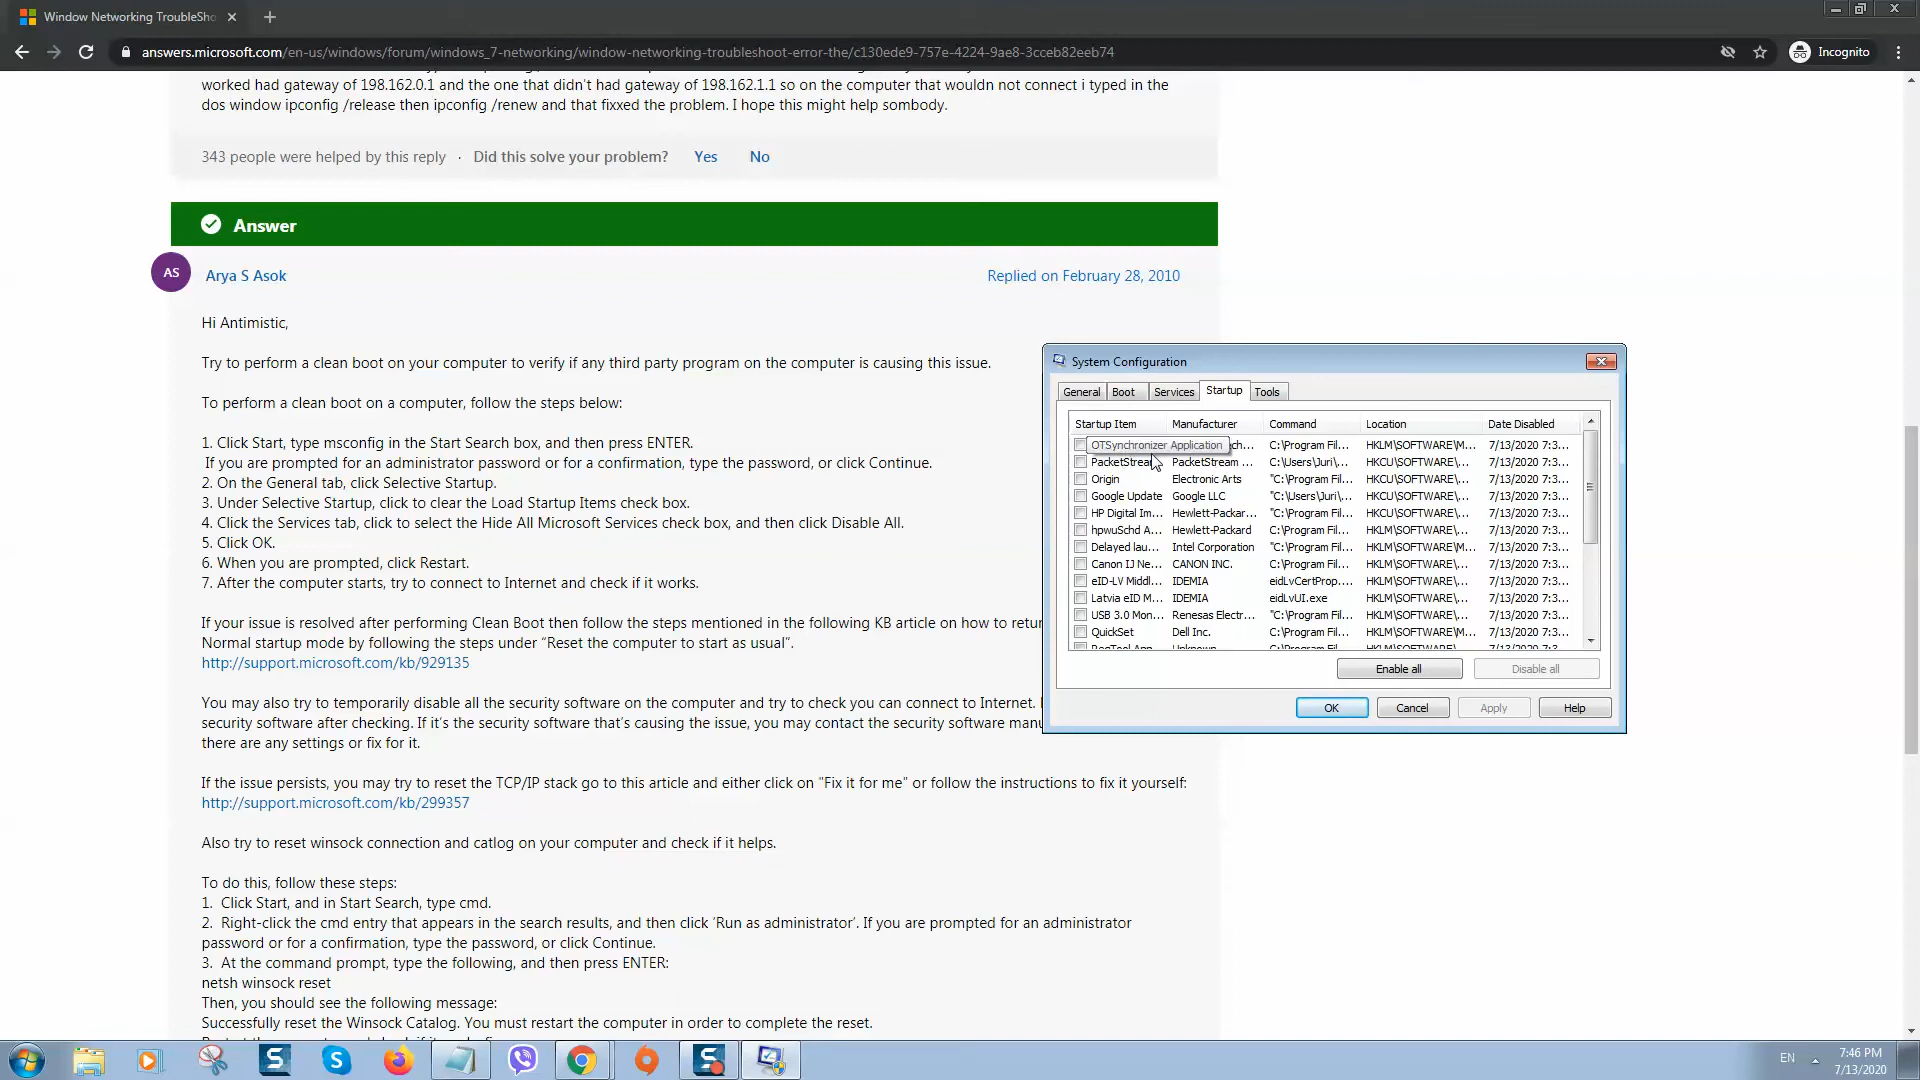 Window Networking TroubleSho
answers.microsoft.com/en-us/windows/forum/windows_7-networking/window-networking-troubleshoot-error-the/c130ede9-757e-4224-9ae8-3cceb82eeb74
Incognito
worked had gateway of 198.162.0.1 and the one that didn't had gateway of 198.162.1.1 so on the computer that wouldn not connect i typed in the
dos window ipconfig /release then ipconfig /renew and that fixxed the problem. I hope this might help sombody.
343 people were helped by this reply · Did this solve your problem? Yes No
Answer
AS
Arya S Asok
Replied on February 28, 2010
Hi Antimistic,
Try to perform a clean boot on your computer to verify if any third party program on the computer is causing this issue.
To perform a clean boot on a computer, follow the steps below:
1. Click Start, type msconfig in the Start Search box, and then press ENTER.
If you are prompted for an administrator password or for a confirmation, type the password, or click Continue.
2. On the General tab, click Selective Startup.
3. Under Selective Startup, click to clear the Load Startup Items check box.
4. Click the Services tab, click to select the Hide All Microsoft Services check box, and then click Disable All.
5. Click OK.
6. When you are prompted, click Restart.
7. After the computer starts, try to connect to Internet and check if it works.
If your issue is resolved after performing Clean Boot then follow the steps mentioned in the following KB article on how to retur
Normal startup mode by following the steps under “Reset the computer to start as usual”.
http://support.microsoft.com/kb/929135
You may also try to temporarily disable all the security software on the computer and try to check you can connect to Internet.
security software after checking. If it’s the security software that’s causing the issue, you may contact the security software manu
there are any settings or fix for it.
If the issue persists, you may try to reset the TCP/IP stack go to this article and either click on "Fix it for me" or follow the instructions to fix it yourself:
http://support.microsoft.com/kb/299357
Also try to reset winsock connection and catlog on your computer and check if it helps.
To do this, follow these steps:
1. Click Start, and in Start Search, type cmd.
2. Right-click the cmd entry that appears in the search results, and then click ‘Run as administrator’. If you are prompted for an administrator
password or for a confirmation, type the password, or click Continue.
3. At the command prompt, type the following, and then press ENTER:
netsh winsock reset
Then, you should see the following message:
Successfully reset the Winsock Catalog. You must restart the computer in order to complete the reset.
System Configuration
General Boot Services Startup Tools
Startup Item Manufacturer Command Location Date Disabled
OTSynchronizer Application ch... C:\Program Fil... HKLM\SOFTWARE\M... 7/13/2020 7:3...
PacketStream PacketStream ... C:\Users\Juri\... HKCU\SOFTWARE\M... 7/13/2020 7:3...
Origin Electronic Arts "C:\Program Fil... HKCU\SOFTWARE\M... 7/13/2020 7:3...
Google Update Google LLC "C:\Users\Juri\... HKCU\SOFTWARE\M... 7/13/2020 7:3...
HP Digital Im... Hewlett-Packar... C:\Program Fil... HKLM\SOFTWARE\... 7/13/2020 7:3...
hpwuSchd A... Hewlett-Packard C:\Program Fil... HKLM\SOFTWARE\... 7/13/2020 7:3...
Delayed lau... Intel Corporation "C:\Program Fil... HKLM\SOFTWARE\M... 7/13/2020 7:3...
Canon IJ Ne... CANON INC. C:\Program Fil... HKLM\SOFTWARE\... 7/13/2020 7:3...
eID-LV Middl... IDEMIA eidLvCertProp... HKLM\SOFTWARE\... 7/13/2020 7:3...
Latvia eID M... IDEMIA eidLvUI.exe HKLM\SOFTWARE\... 7/13/2020 7:3...
USB 3.0 Mon... Renesas Electr... "C:\Program Fil... HKLM\SOFTWARE\... 7/13/2020 7:3...
QuickSet Dell Inc. C:\Program Fil... HKLM\SOFTWARE\M... 7/13/2020 7:3...
Enable all Disable all
OK Cancel Apply Help
EN
7:46 PM
7/13/2020